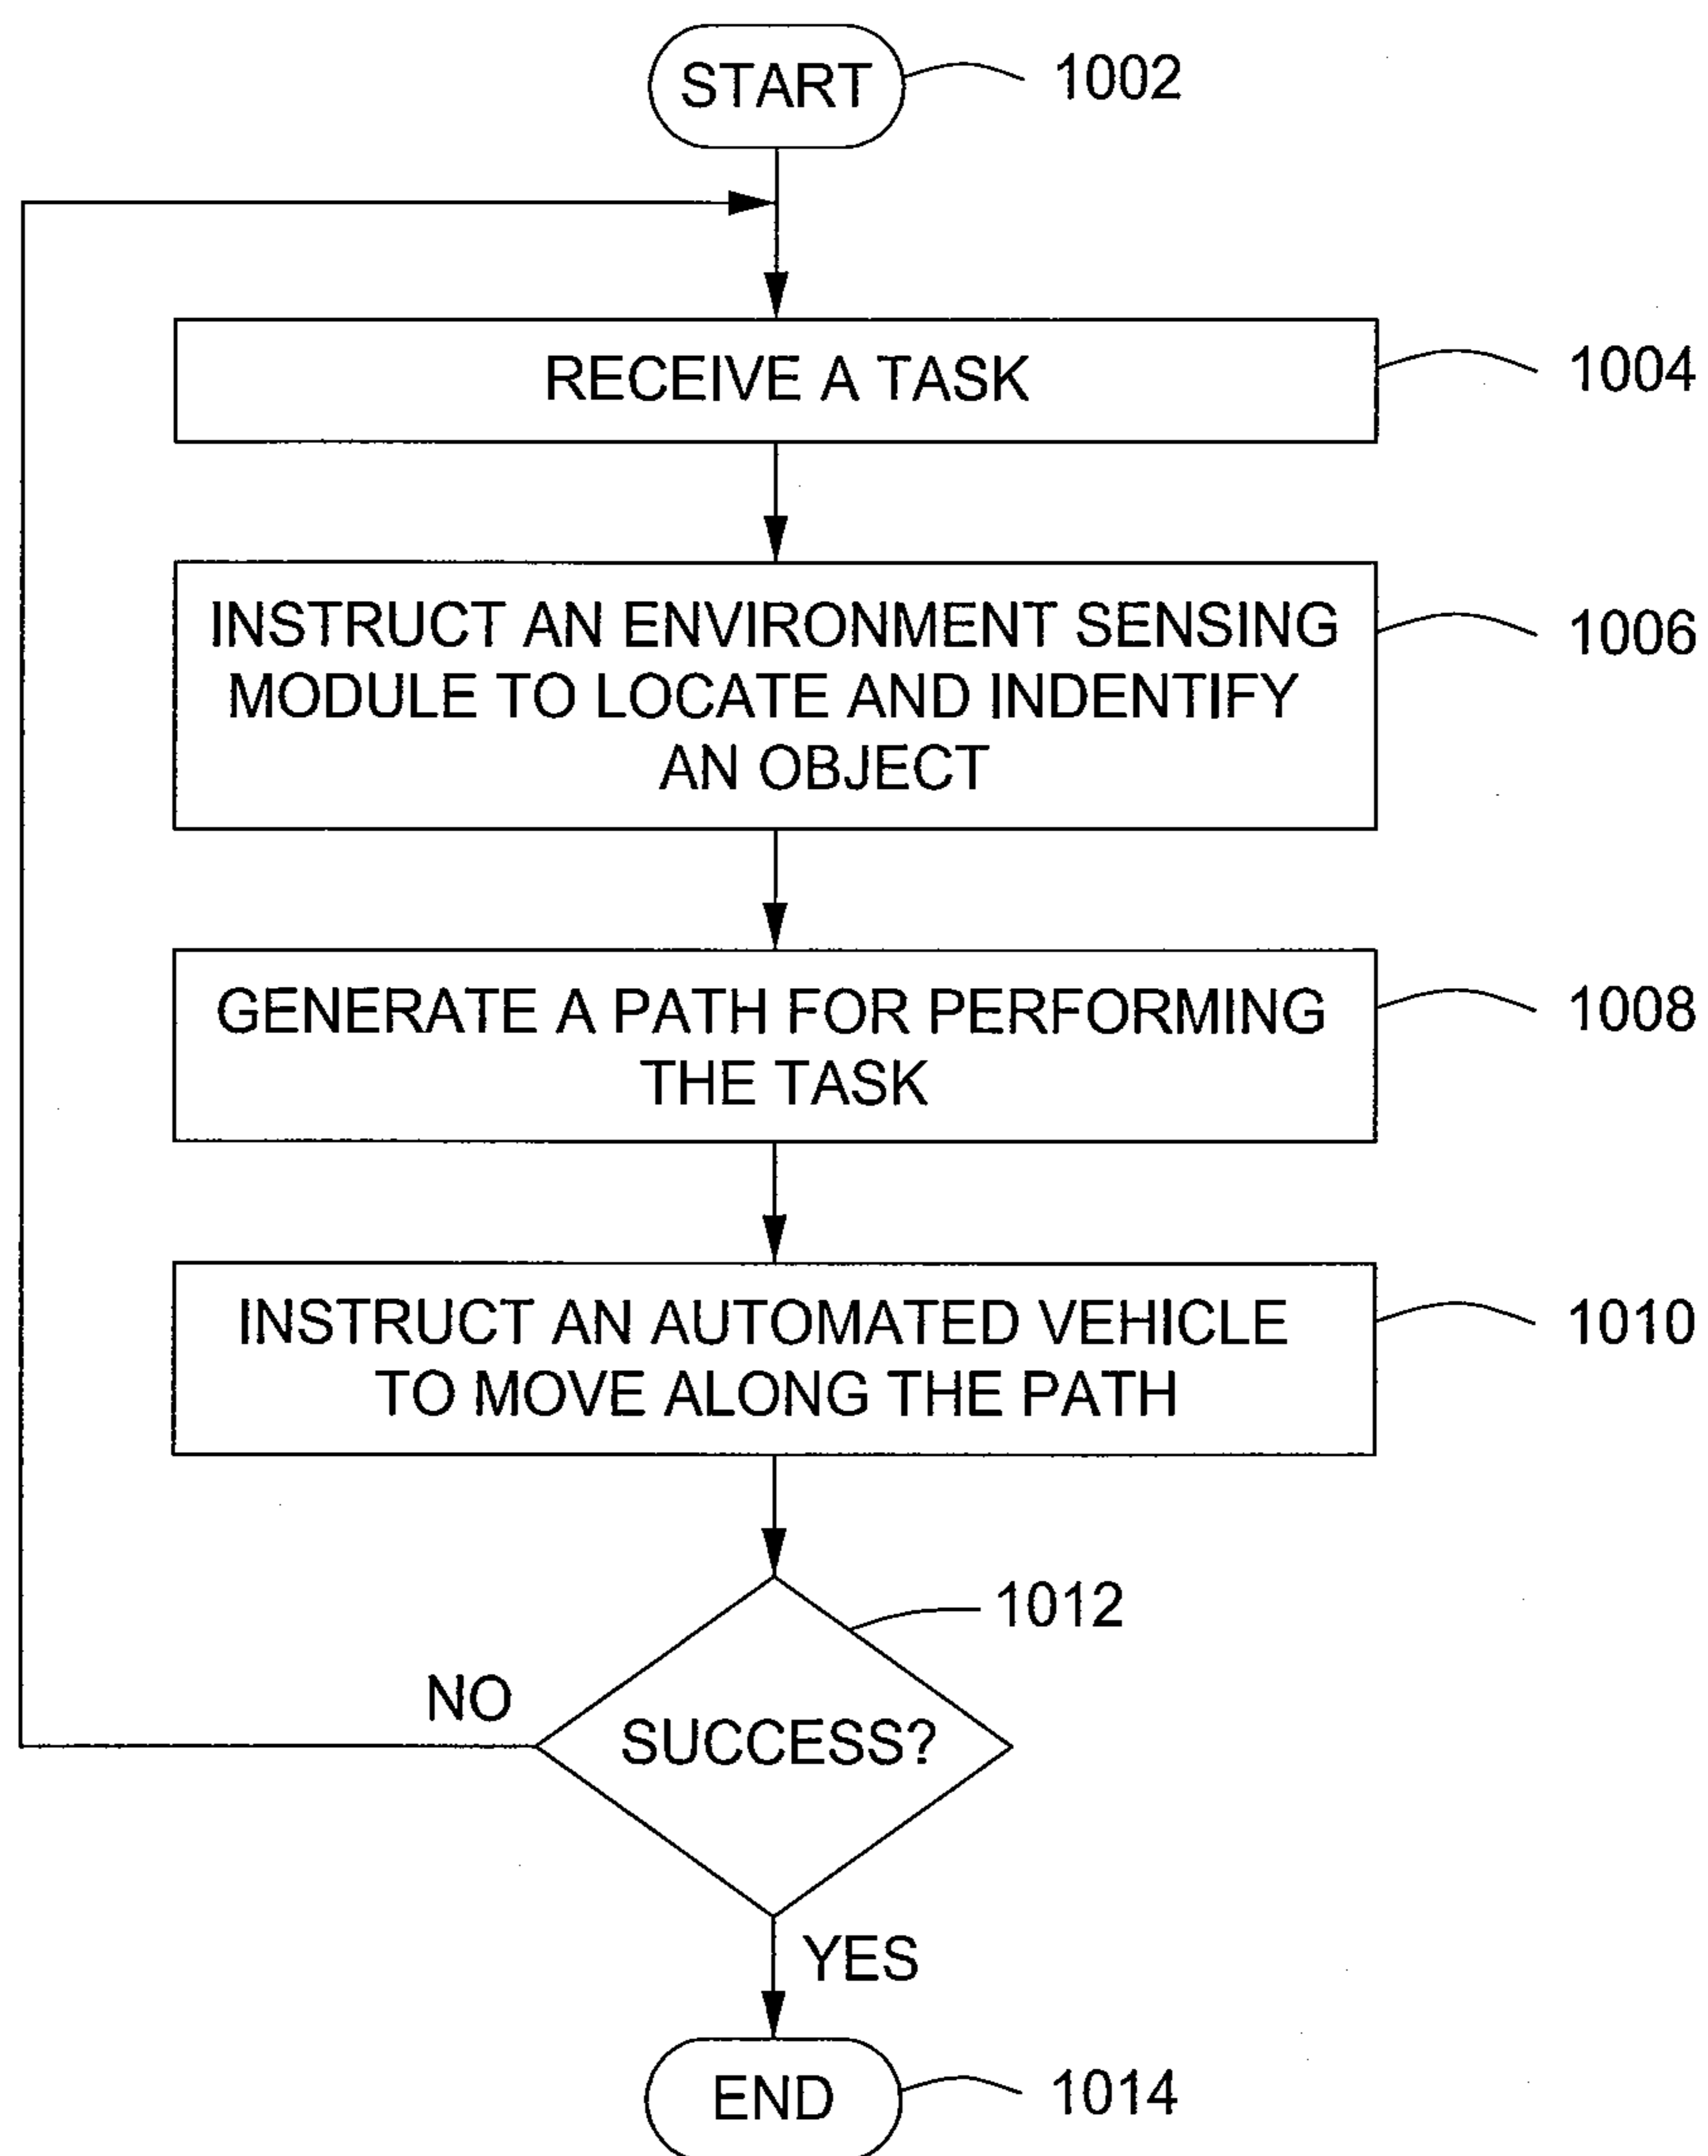 START
1002
RECEIVE A TASK
1004
INSTRUCT AN ENVIRONMENT SENSING
MODULE TO LOCATE AND INDENTIFY
AN OBJECT
1006
GENERATE A PATH FOR PERFORMING
THE TASK
1008
INSTRUCT AN AUTOMATED VEHICLE
TO MOVE ALONG THE PATH
1010
1012
NO
SUCCESS?
YES
END
1014